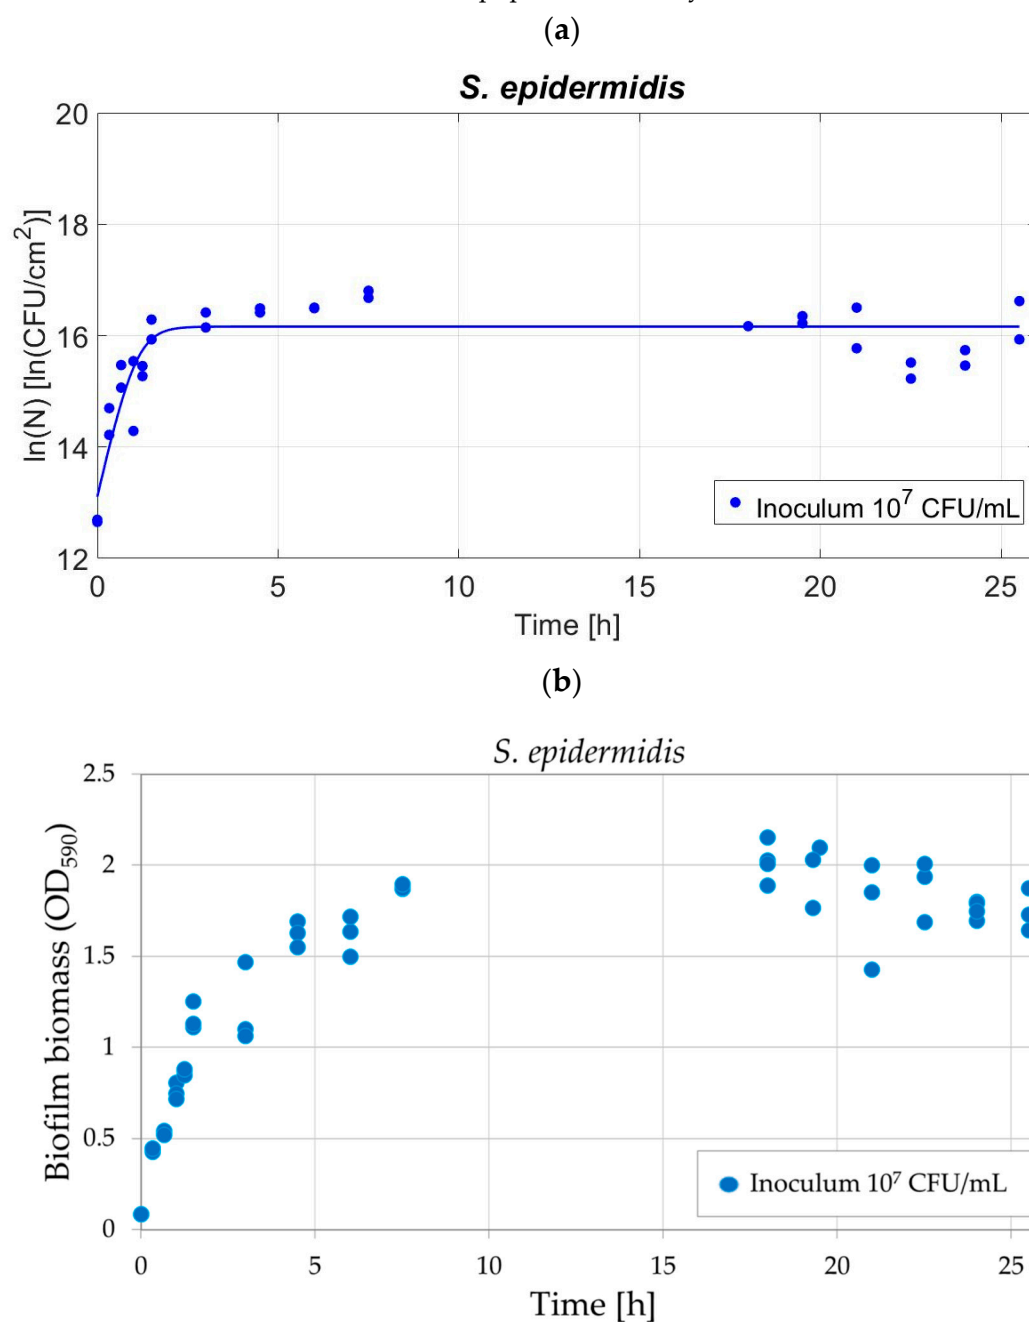 (a)
S. epidermidis
20
18
16
14
12
ln(N) [ln(CFU/cm²)]
Inoculum 10⁷ CFU/mL
0 5 10 15 20 25
Time [h]
(b)
S. epidermidis
2.5
2
1.5
1
0.5
0
Biofilm biomass (OD₅₉₀)
Inoculum 10⁷ CFU/mL
0 5 10 15 20 25
Time [h]